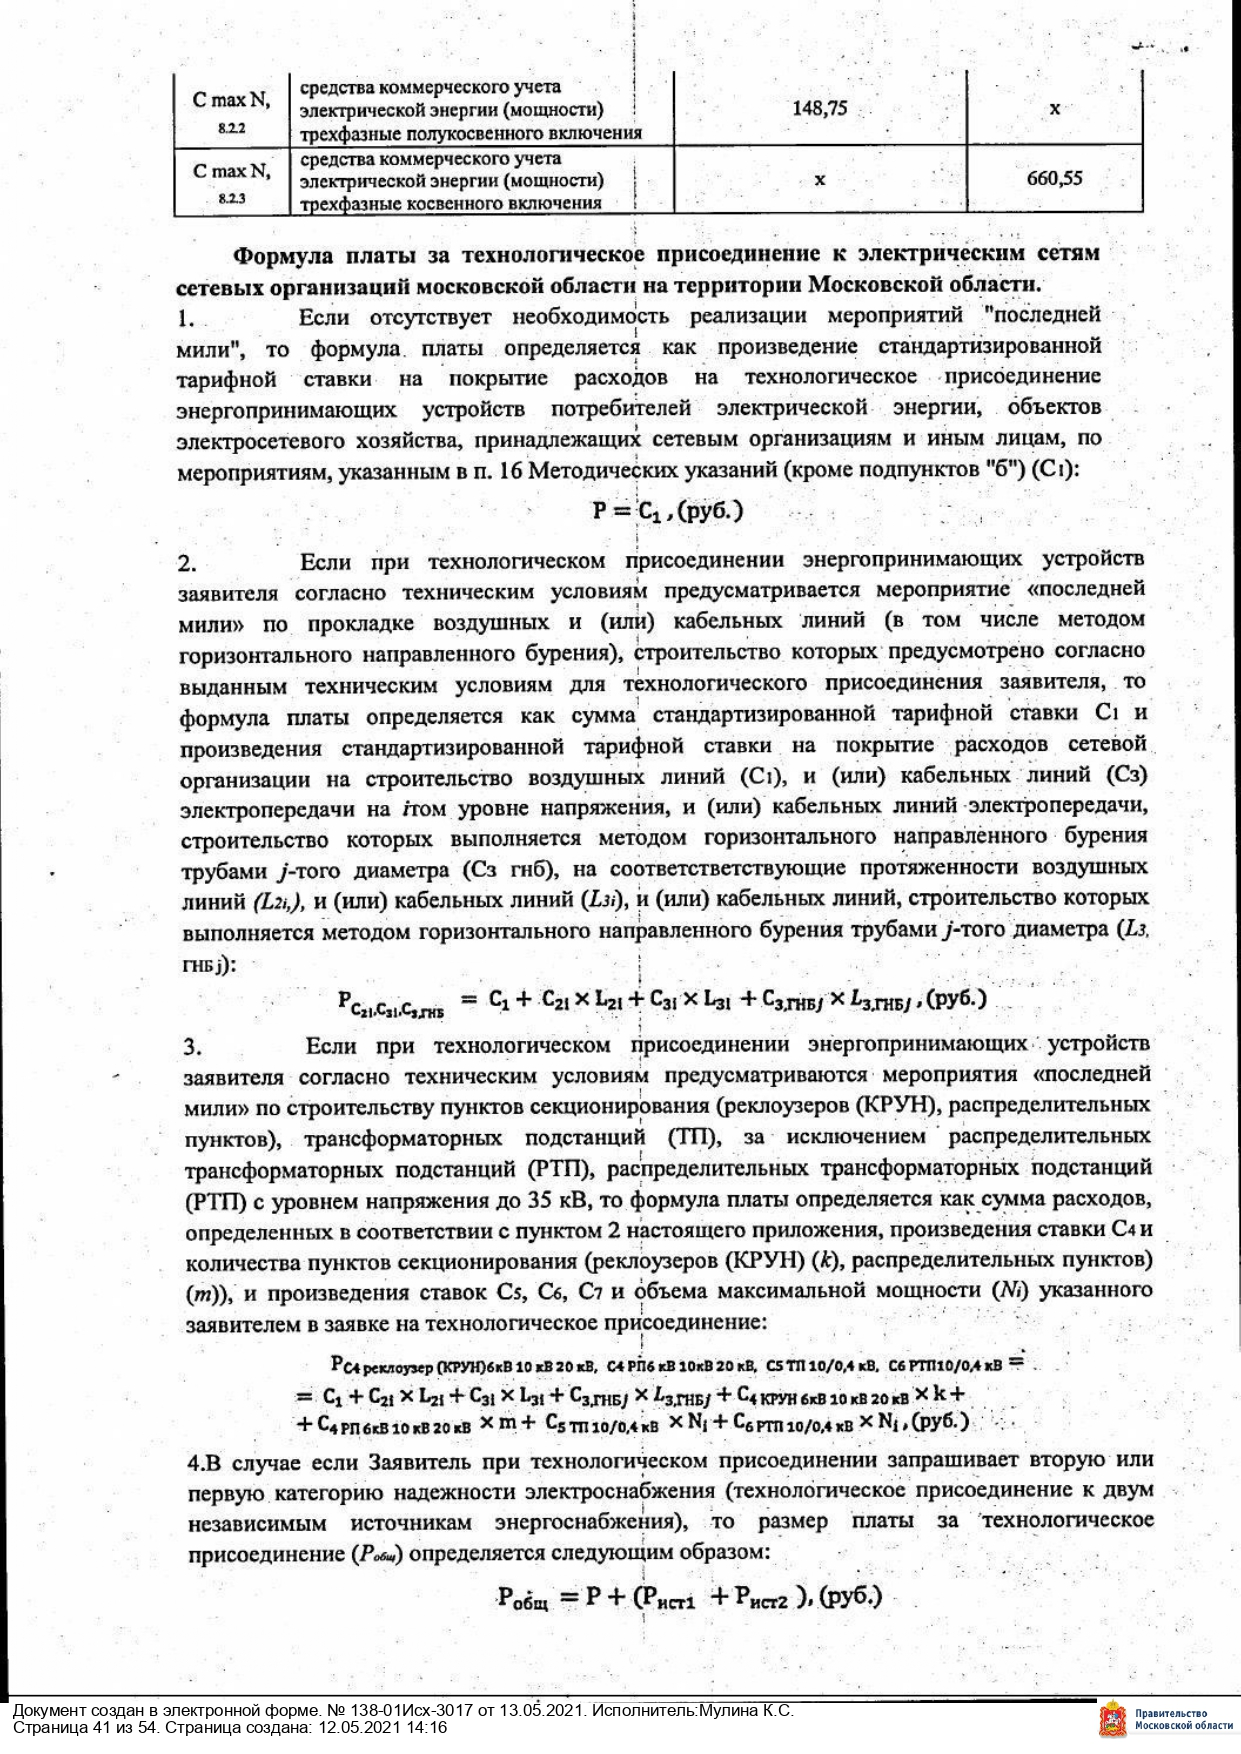 C max N,
8.2.2
средства коммерческого учета
электрической энергии (мощности)
трехфазные полукосвенного включения
148,75
x
C max N,
8.2.3
средства коммерческого учета
электрической энергии (мощности)
трехфазные косвенного включения
x
660,55
Формула платы за технологическое присоединение к электрическим сетям
сетевых организаций московской области на территории Московской области.
1. Если отсутствует необходимость реализации мероприятий "последней
мили", то формула платы определяется как произведение стандартизированной
тарифной ставки на покрытие расходов на технологическое присоединение
энергопринимающих устройств потребителей электрической энергии, объектов
электросетевого хозяйства, принадлежащих сетевым организациям и иным лицам, по
мероприятиям, указанным в п. 16 Методических указаний (кроме подпунктов "б") (C1):
P = C1 , (руб.)
2. Если при технологическом присоединении энергопринимающих устройств
заявителя согласно техническим условиям предусматривается мероприятие «последней
мили» по прокладке воздушных и (или) кабельных линий (в том числе методом
горизонтального направленного бурения), строительство которых предусмотрено согласно
выданным техническим условиям для технологического присоединения заявителя, то
формула платы определяется как сумма стандартизированной тарифной ставки C1 и
произведения стандартизированной тарифной ставки на покрытие расходов сетевой
организации на строительство воздушных линий (C1), и (или) кабельных линий (C3)
электропередачи на iтом уровне напряжения, и (или) кабельных линий электропередачи,
строительство которых выполняется методом горизонтального направленного бурения
трубами j-того диаметра (C3 гнб), на соответстветствующие протяженности воздушных
линий (L2i,), и (или) кабельных линий (L3i), и (или) кабельных линий, строительство которых
выполняется методом горизонтального направленного бурения трубами j-того диаметра (L3,
ГНБ j):
P C2i,C3i,C3,ГНБ = C1 + C2i × L2i + C3i × L3i + C3,ГНБj × L3,ГНБj , (руб.)
3. Если при технологическом присоединении энергопринимающих устройств
заявителя согласно техническим условиям предусматриваются мероприятия «последней
мили» по строительству пунктов секционирования (реклоузеров (КРУН), распределительных
пунктов), трансформаторных подстанций (ТП), за исключением распределительных
трансформаторных подстанций (РТП), распределительных трансформаторных подстанций
(РТП) с уровнем напряжения до 35 кВ, то формула платы определяется как сумма расходов,
определенных в соответствии с пунктом 2 настоящего приложения, произведения ставки C4 и
количества пунктов секционирования (реклоузеров (КРУН) (k), распределительных пунктов)
(m)), и произведения ставок C5, C6, C7 и объема максимальной мощности (Ni) указанного
заявителем в заявке на технологическое присоединение:
P C4 реклоузер (КРУН)6кВ 10 кВ 20 кВ, C4 РП6 кВ 10кВ 20 кВ, C5 ТП 10/0,4 кВ, C6 РТП10/0,4 кВ =
= C1 + C2i × L2i + C3i × L3i + C3,ГНБj × L3,ГНБj + C4 КРУН 6кВ 10 кВ 20 кВ × k +
+ C4 РП 6кВ 10 кВ 20 кВ × m + C5 ТП 10/0,4 кВ × Ni + C6 РТП 10/0,4 кВ × Ni , (руб.)
4.В случае если Заявитель при технологическом присоединении запрашивает вторую или
первую категорию надежности электроснабжения (технологическое присоединение к двум
независимым источникам энергоснабжения), то размер платы за технологическое
присоединение (Pобщ) определяется следующим образом:
Pобщ = P + (Pист1 + Pист2 ), (руб.)
Документ создан в электронной форме. № 138-01Исх-3017 от 13.05.2021. Исполнитель:Мулина К.С.
Страница 41 из 54. Страница создана: 12.05.2021 14:16
Правительство
Московской области